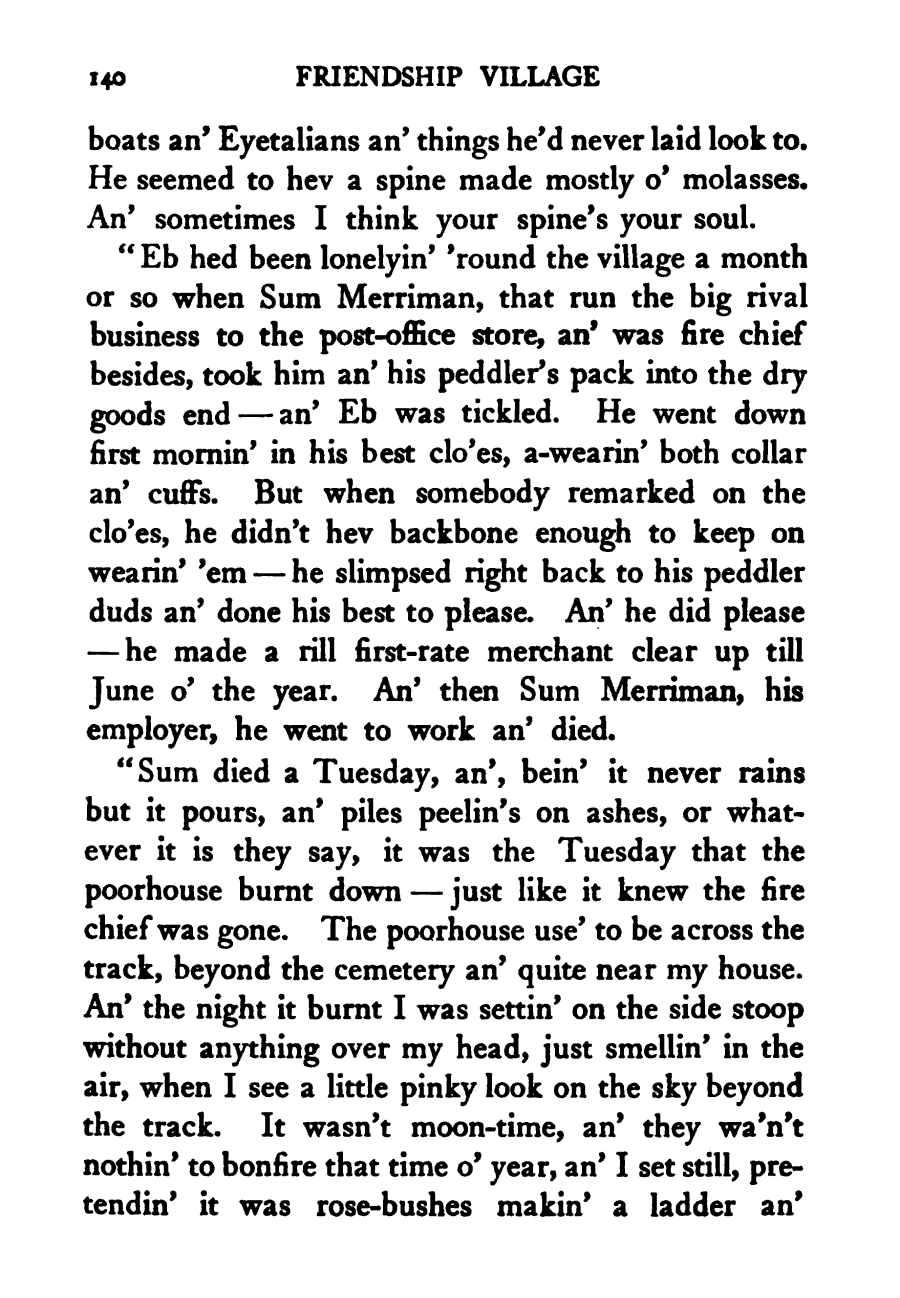 140 FRIENDSHIP VILLAGE
boats an’ Eyetalians an’ things he’d never laid look to.
He seemed to hev a spine made mostly o’ molasses.
An’ sometimes I think your spine’s your soul.
“Eb hed been lonelyin’ ’round the village a month
or so when Sum Merriman, that run the big rival
business to the post-office store, an’ was fire chief
besides, took him an’ his peddler’s pack into the dry
goods end — an’ Eb was tickled. He went down
first mornin’ in his best clo’es, a-wearin’ both collar
an’ cuffs. But when somebody remarked on the
clo’es, he didn’t hev backbone enough to keep on
wearin’ ’em — he slimpsed right back to his peddler
duds an’ done his best to please. An’ he did please
— he made a rill first-rate merchant clear up till
June o’ the year. An’ then Sum Merriman, his
employer, he went to work an’ died.
“Sum died a Tuesday, an’, bein’ it never rains
but it pours, an’ piles peelin’s on ashes, or what-
ever it is they say, it was the Tuesday that the
poorhouse burnt down — just like it knew the fire
chief was gone. The poorhouse use’ to be across the
track, beyond the cemetery an’ quite near my house.
An’ the night it burnt I was settin’ on the side stoop
without anything over my head, just smellin’ in the
air, when I see a little pinky look on the sky beyond
the track. It wasn’t moon-time, an’ they wa’n’t
nothin’ to bonfire that time o’ year, an’ I set still, pre-
tendin’ it was rose-bushes makin’ a ladder an’